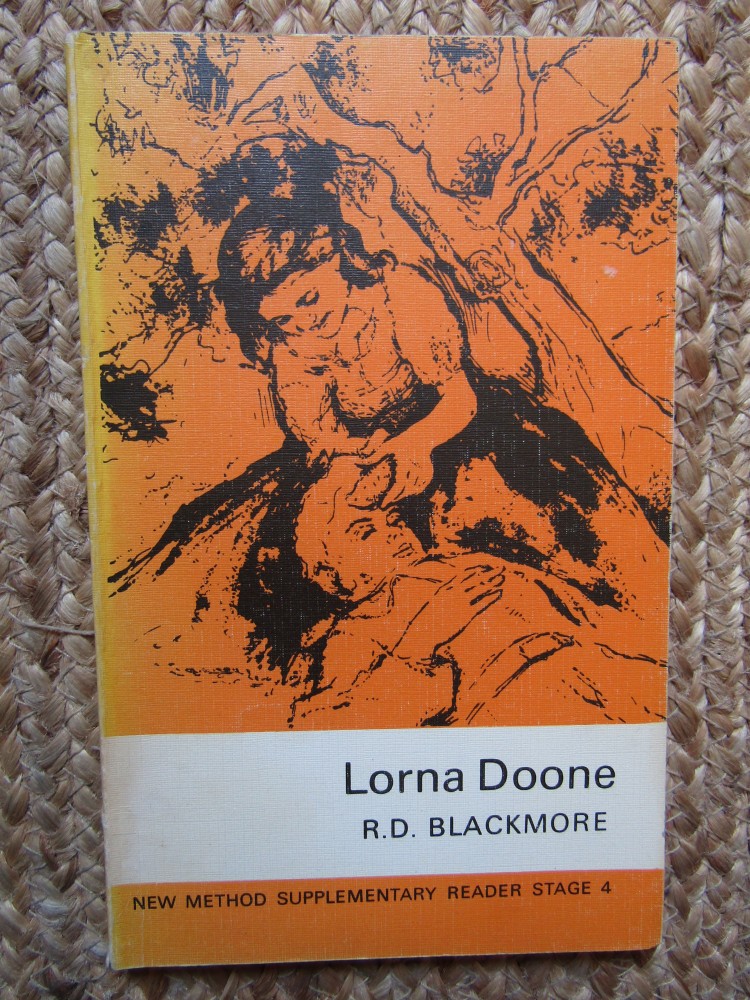 Lorna Doone
R.D. BLACKMORE
NEW METHOD SUPPLEMENTARY READER STAGE 4